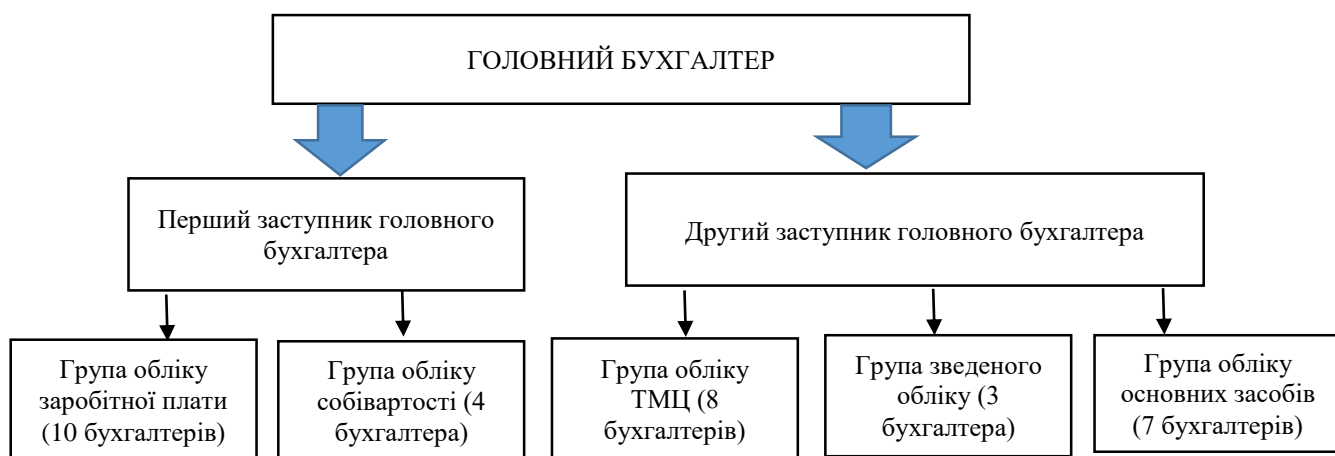 ГОЛОВНИЙ БУХГАЛТЕР
Перший заступник головного
бухгалтера
Другий заступник головного бухгалтера
Група обліку
заробітної плати
(10 бухгалтерів)
Група обліку
собівартості (4
бухгалтера)
Група обліку
ТМЦ (8
бухгалтерів)
Група зведеного
обліку (3
бухгалтера)
Група обліку
основних засобів
(7 бухгалтерів)